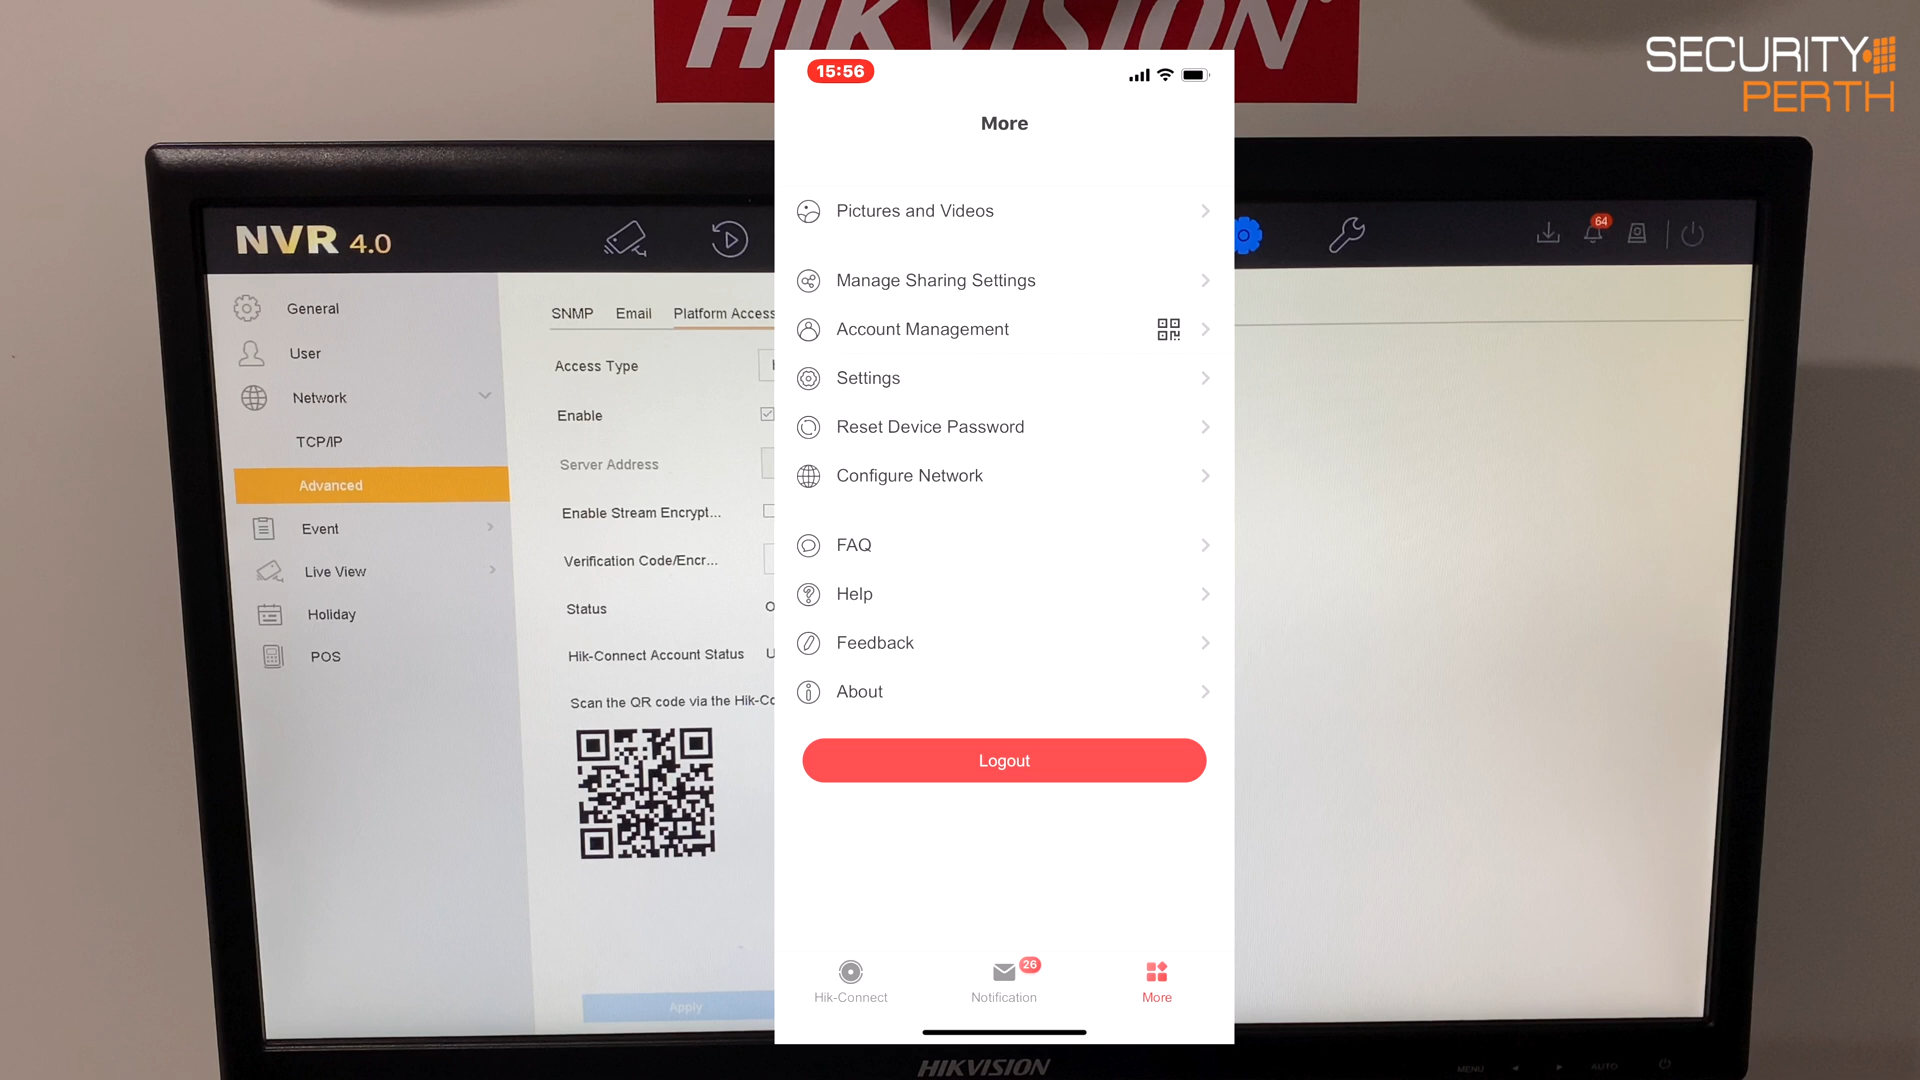 HIKVISION
SECURITY
PERTH
15:56
More
Pictures and Videos
Manage Sharing Settings
Account Management
Settings
Reset Device Password
Configure Network
FAQ
Help
Feedback
About
Logout
Hik-Connect
26
Notification
More
NVR 4.0
64
General
User
Network
TCP/IP
Advanced
Event
Live View
Holiday
POS
SNMP Email Platform Access
Access Type
Enable
Server Address
Enable Stream Encrypt...
Verification Code/Encr...
Status
Hik-Connect Account Status U
Scan the QR code via the Hik-Co
Apply
HIKVISION
MENU
AUTO